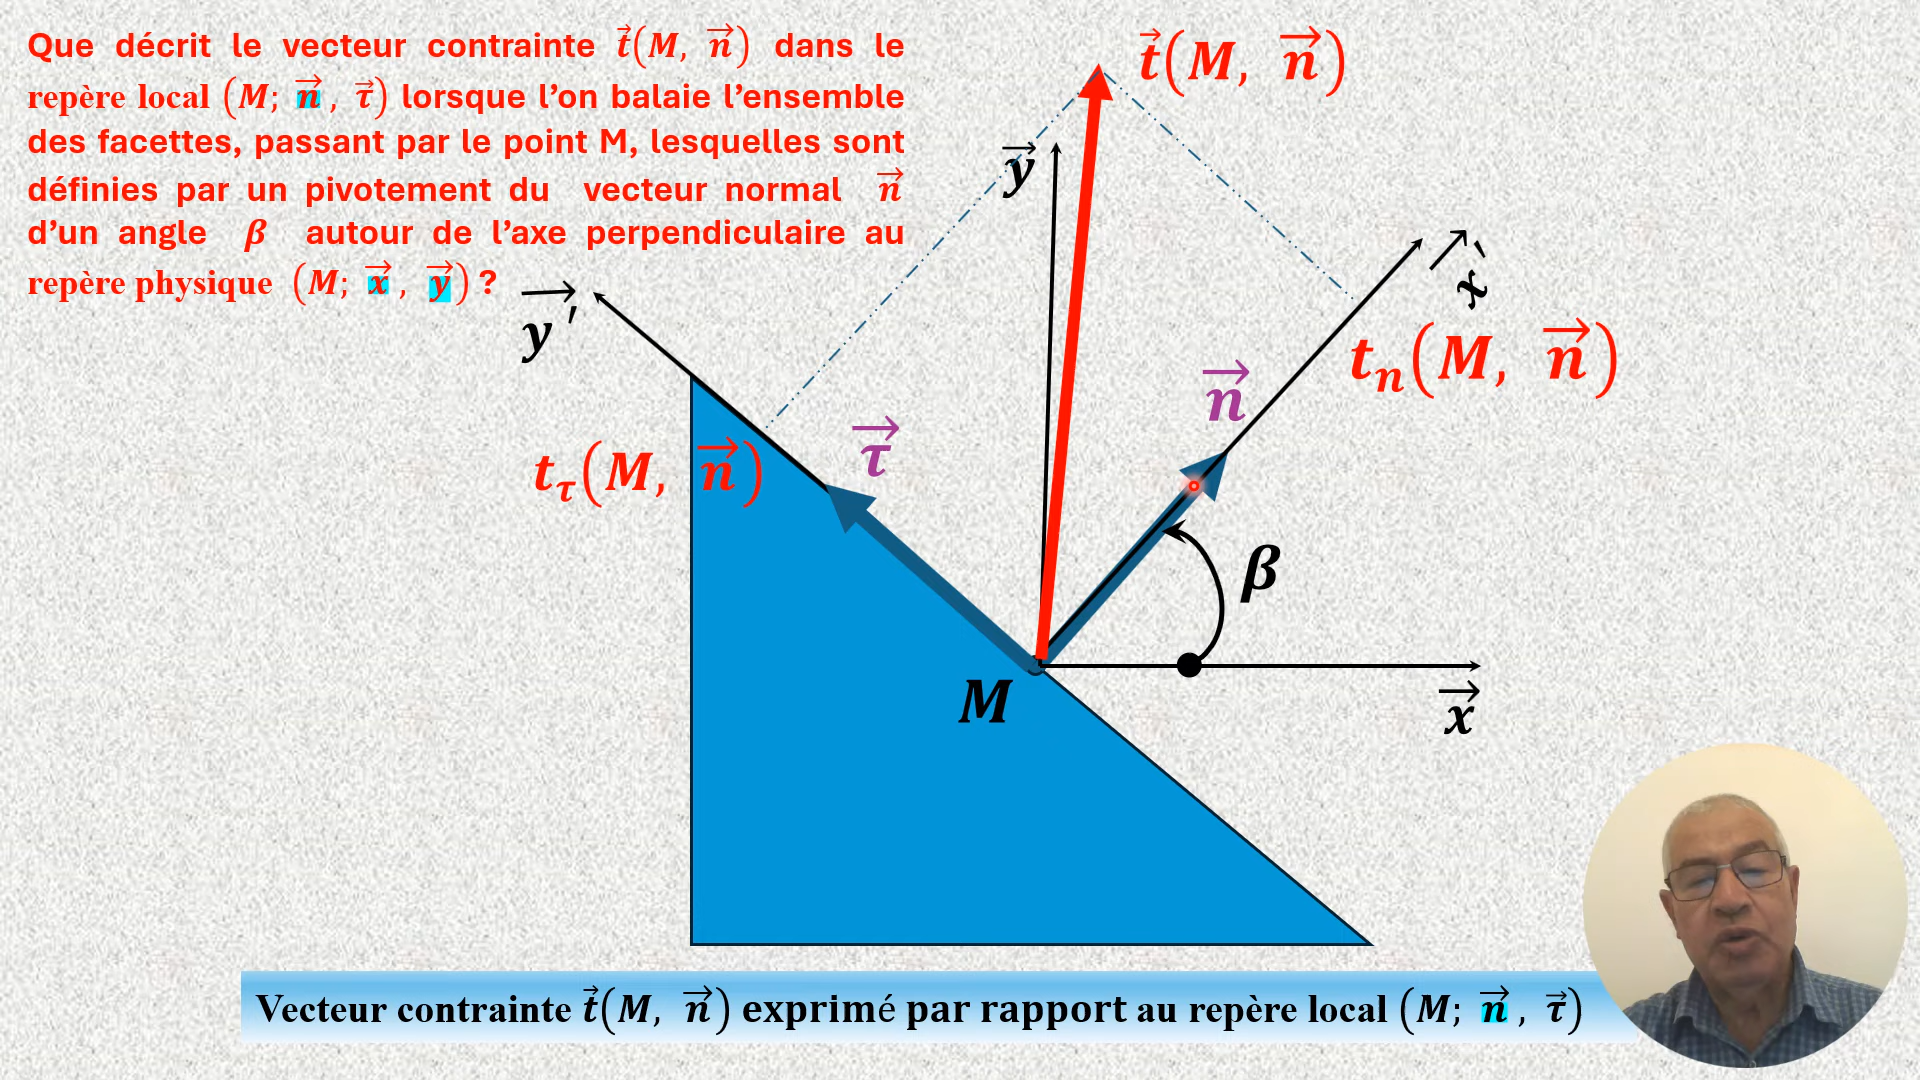 Que décrit le vecteur contrainte t⃗(M, n⃗) dans le
repère local (M; n⃗ , τ⃗) lorsque l'on balaie l'ensemble
des facettes, passant par le point M, lesquelles sont
définies par un pivotement du vecteur normal n⃗
d'un angle β autour de l'axe perpendiculaire au
repère physique (M; x⃗ , y⃗) ?
t⃗(M, n⃗)
y⃗
x⃗'
y⃗'
tₙ(M, n⃗)
n⃗
τ⃗
t_τ(M, n⃗)
β
M
x⃗
Vecteur contrainte t⃗(M, n⃗) exprimé par rapport au repère local (M; n⃗ , τ⃗)